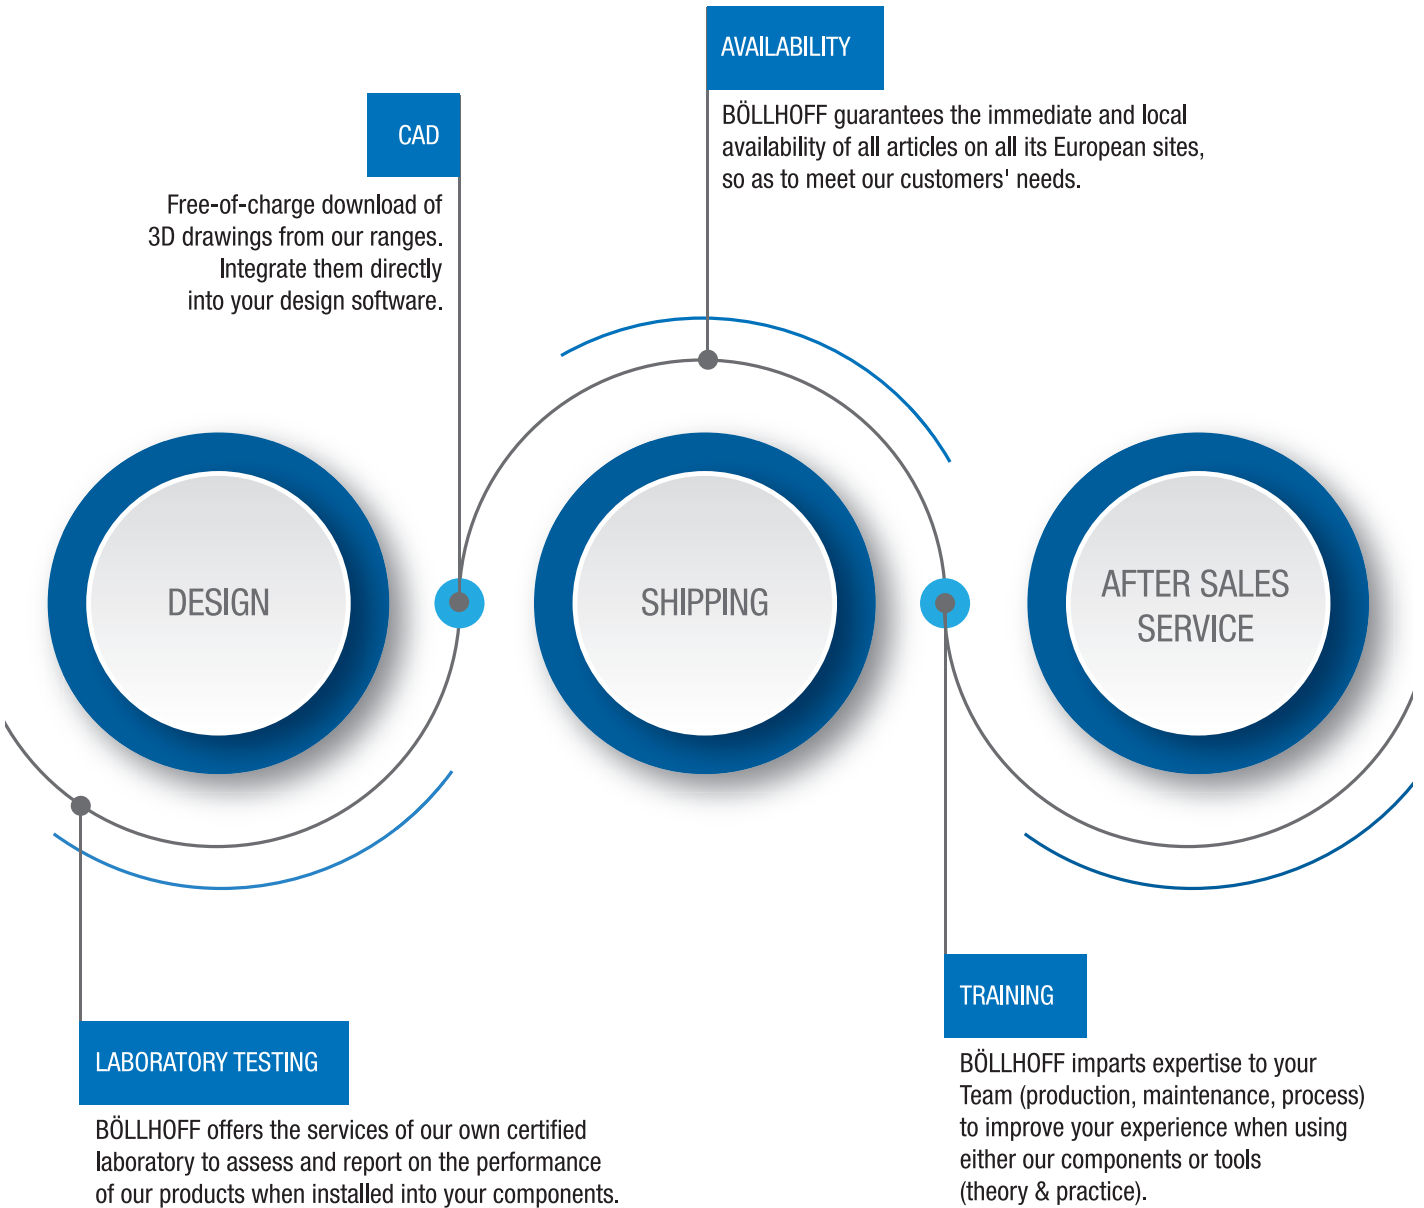 AVAILABILITY
BÖLLHOFF guarantees the immediate and local
availability of all articles on all its European sites,
so as to meet our customers' needs.
CAD
Free-of-charge download of
3D drawings from our ranges.
Integrate them directly
into your design software.
DESIGN
SHIPPING
AFTER SALES
SERVICE
LABORATORY TESTING
BÖLLHOFF offers the services of our own certified
laboratory to assess and report on the performance
of our products when installed into your components.
TRAINING
BÖLLHOFF imparts expertise to your
Team (production, maintenance, process)
to improve your experience when using
either our components or tools
(theory & practice).